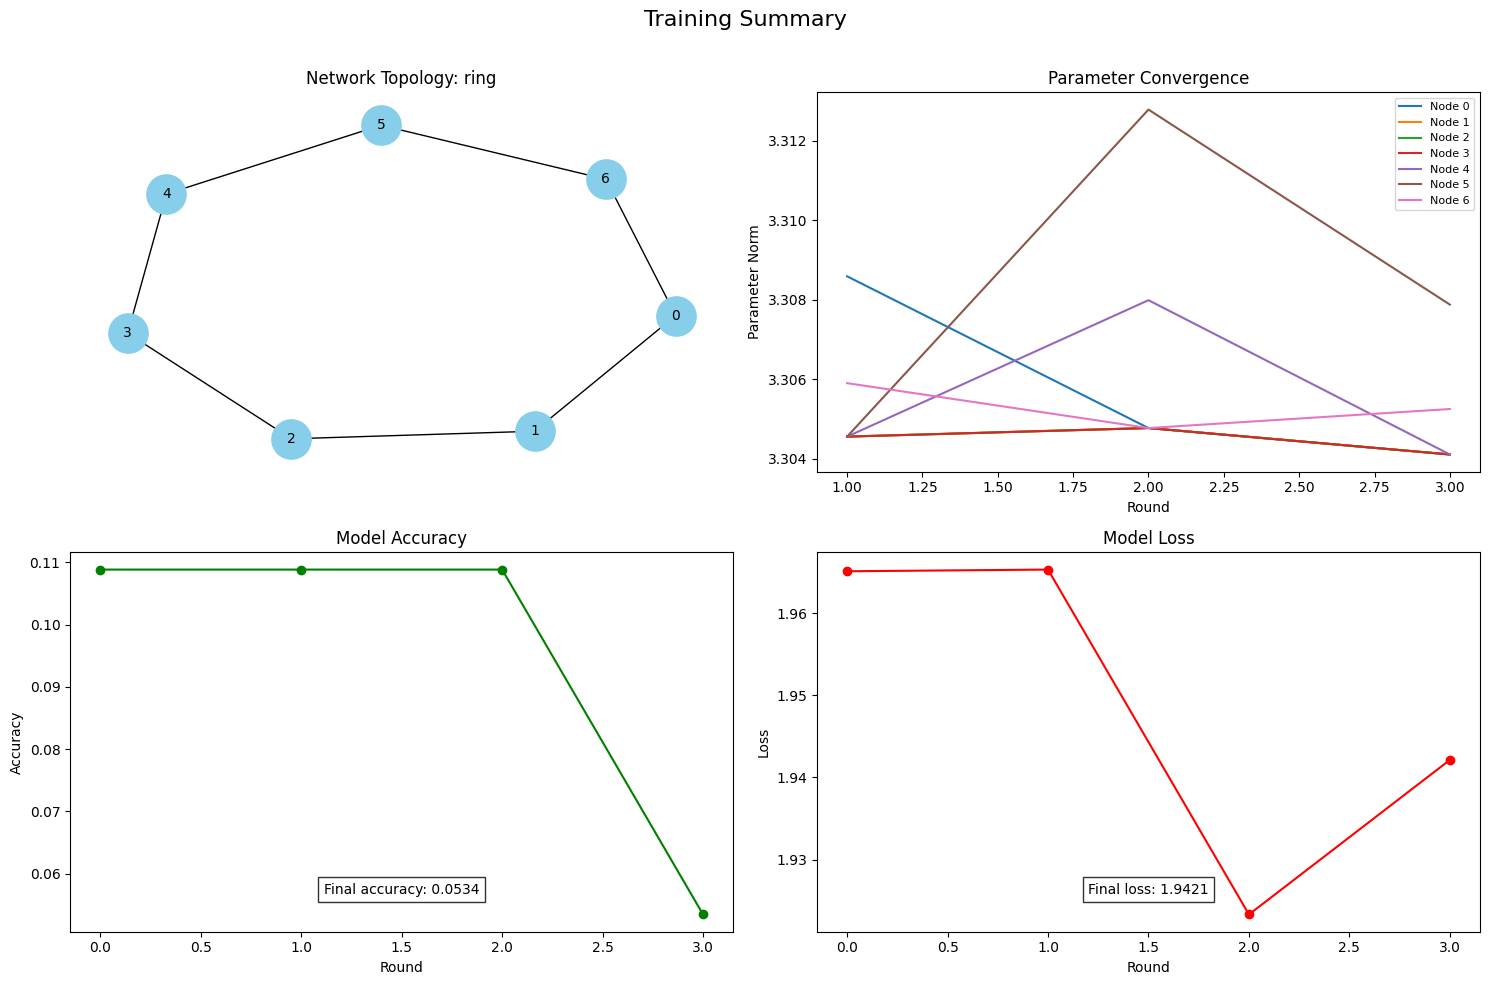 Training Summary
Network Topology: ring
5
6
4
0
3
1
2
Parameter Convergence
Parameter Norm
3.312
3.310
3.308
3.306
3.304
Node 0
Node 1
Node 2
Node 3
Node 4
Node 5
Node 6
1.00 1.25 1.50 1.75 2.00 2.25 2.50 2.75 3.00
Round
Model Accuracy
Accuracy
0.11
0.10
0.09
0.08
0.07
0.06
Final accuracy: 0.0534
0.0 0.5 1.0 1.5 2.0 2.5 3.0
Round
Model Loss
Loss
1.96
1.95
1.94
1.93
Final loss: 1.9421
0.0 0.5 1.0 1.5 2.0 2.5 3.0
Round